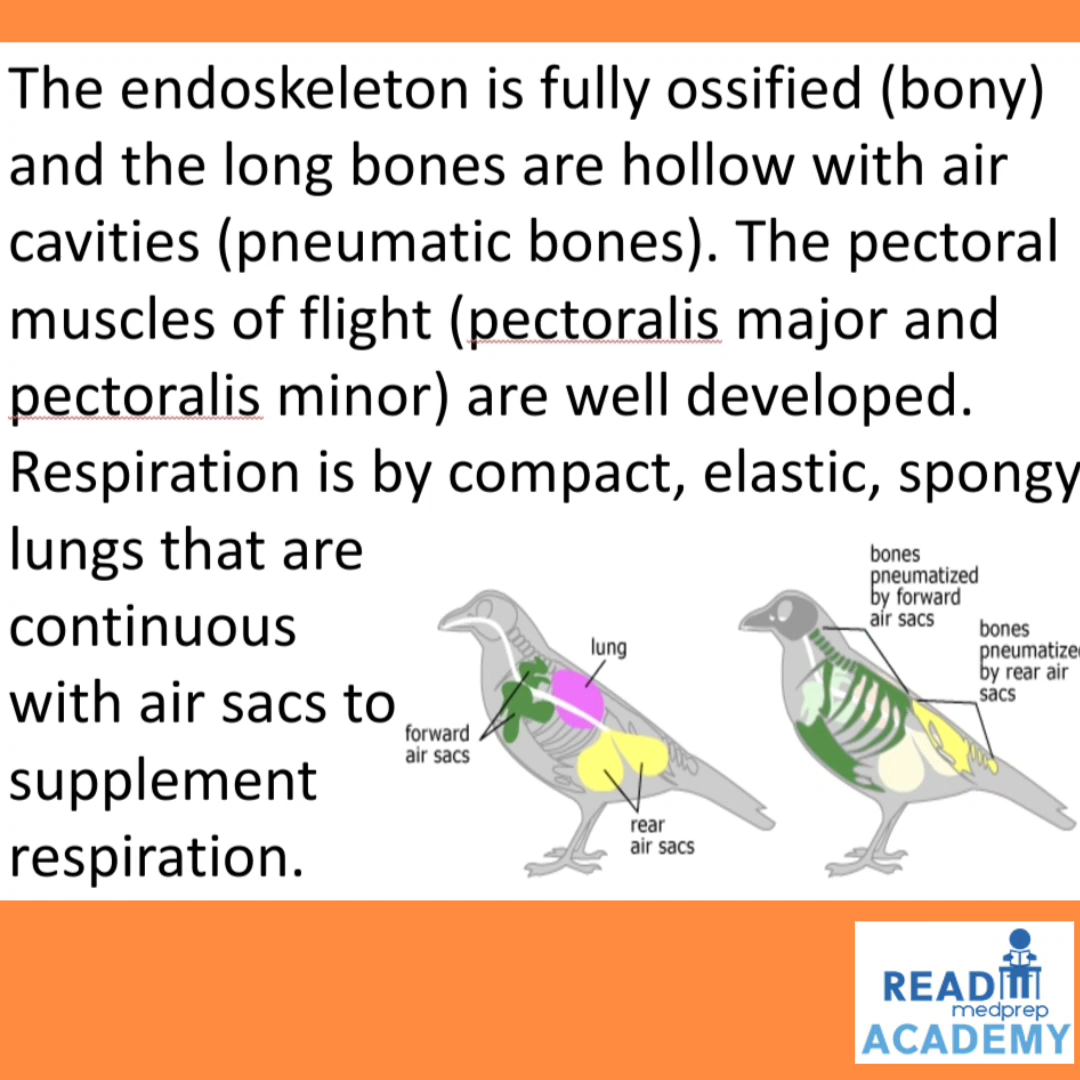 The endoskeleton is fully ossified (bony)
and the long bones are hollow with air
cavities (pneumatic bones). The pectoral
muscles of flight (pectoralis major and
pectoralis minor) are well developed.
Respiration is by compact, elastic, spongy
lungs that are
continuous
with air sacs to
supplement
respiration.
lung
forward
air sacs
rear
air sacs
bones
pneumatized
by forward
air sacs
bones
pneumatize
by rear air
sacs
READ
medprep
ACADEMY